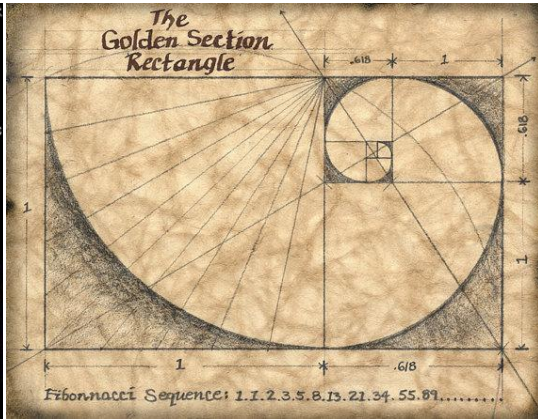 The
Golden Section
Rectangle
.618
1
.618
1
1
1
.618
Fibonnacci Sequence: 1.1.2.3.5.8.13.21.34.55.89.........